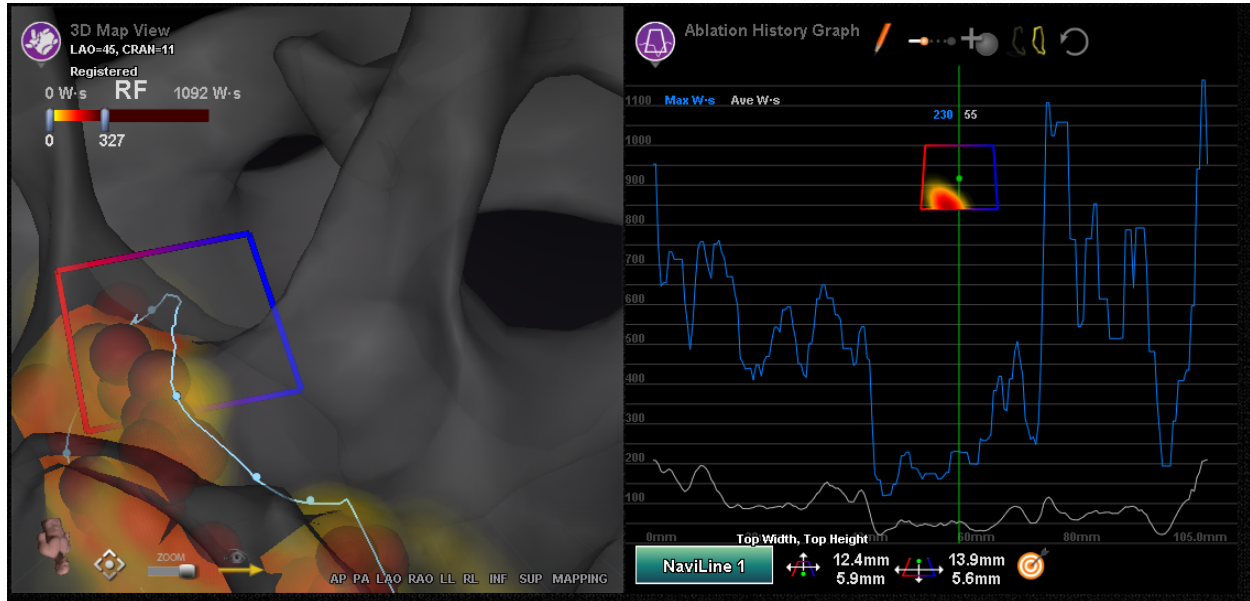 3D Map View
LAO=45, CRAN=11
Registered
0 W·s RF 1092 W·s
0 327
AP PA LAO RAO LL RL INF SUP MAPPING
ZOOM
Ablation History Graph
1100 Max W·s Ave W·s
230 55
1000
900
800
700
600
500
400
300
200
100
0mm 60mm 80mm 105.0mm
Top Width, Top Height
NaviLine 1 12.4mm 13.9mm
5.9mm 5.6mm